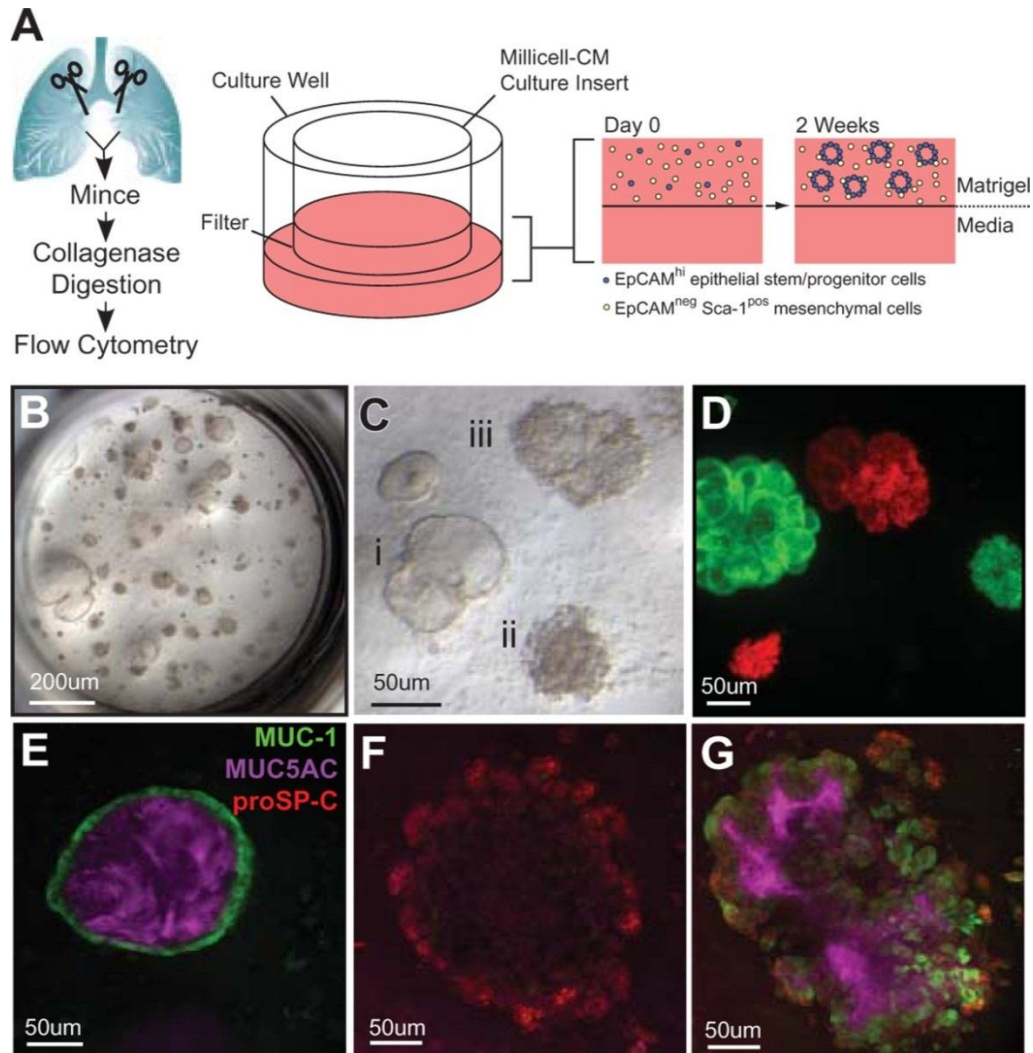 A
Mince
Collagenase
Digestion
Flow Cytometry
Culture Well
Millicell-CM
Culture Insert
Filter
Day 0
2 Weeks
Matrigel
Media
EpCAMhi epithelial stem/progenitor cells
EpCAMneg Sca-1pos mesenchymal cells
B
200um
C
i
ii
iii
50um
D
50um
E
MUC-1
MUC5AC
proSP-C
50um
F
50um
G
50um